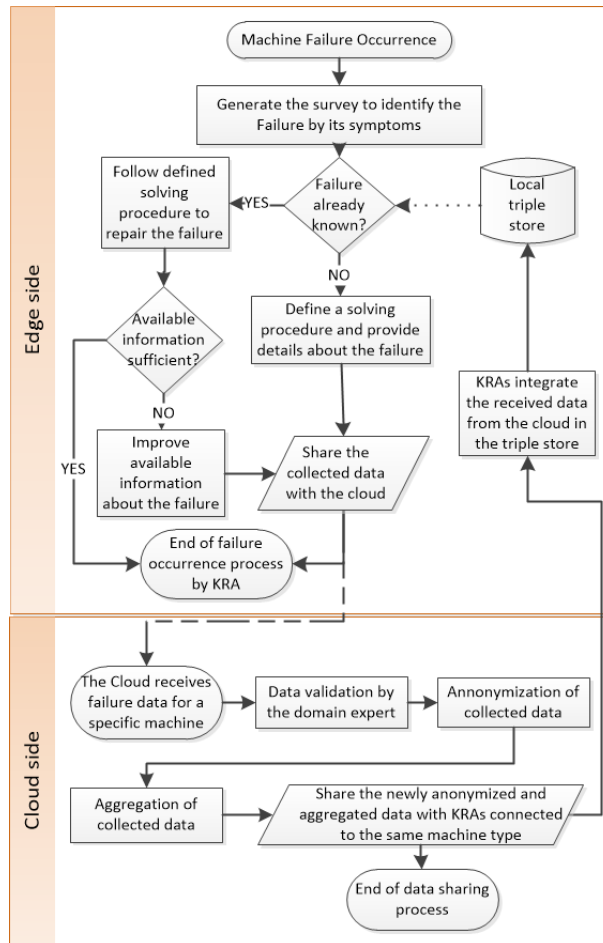 Edge side
Machine Failure Occurrence
Generate the survey to identify the
Failure by its symptoms
Follow defined
solving
procedure to
repair the failure
YES
Failure
already
known?
Local
triple
store
NO
Available
information
sufficient?
Define a solving
procedure and provide
details about the failure
KRAs integrate
the received data
from the cloud in
the triple store
NO
YES
Improve
available
information
about the failure
Share the
collected data
with the cloud
End of failure
occurrence process
by KRA
Cloud side
The Cloud receives
failure data for a
specific machine
Data validation by
the domain expert
Annonymization of
collected data
Aggregation of
collected data
Share the newly anonymized and
aggregated data with KRAs connected
to the same machine type
End of data sharing
process